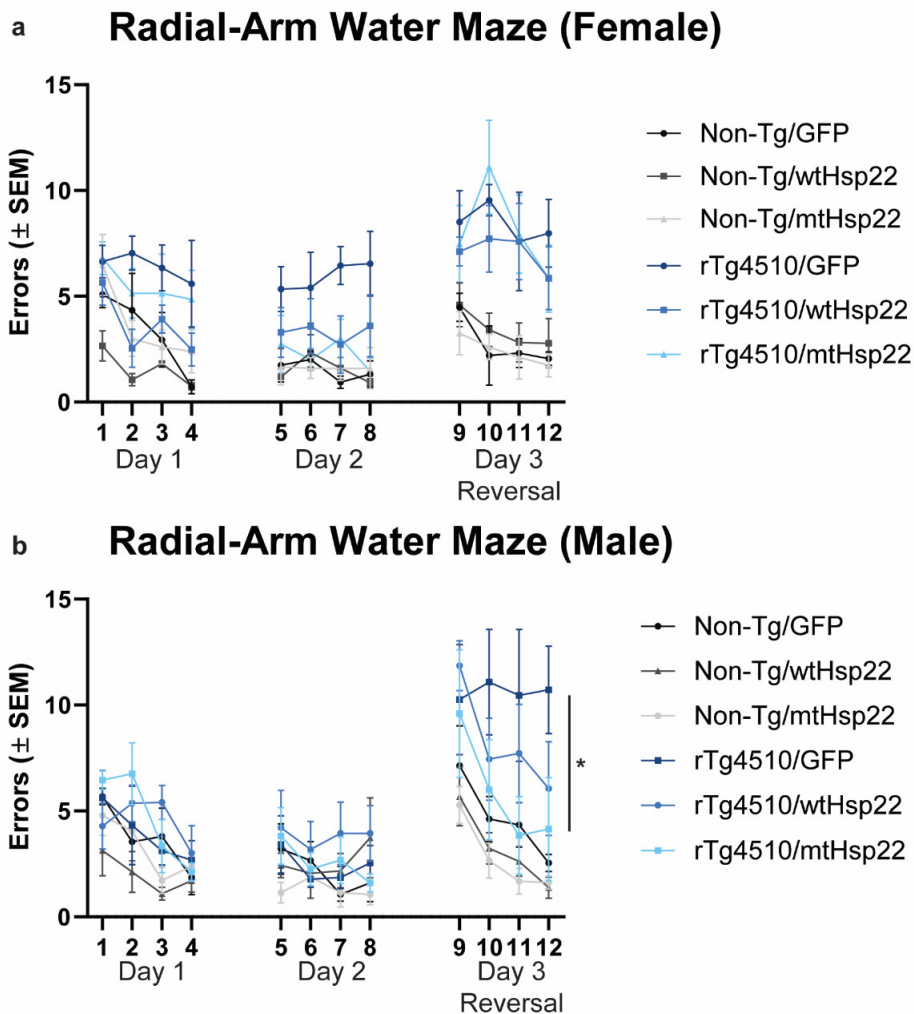 a
Radial-Arm Water Maze (Female)
Errors (± SEM)
15
10
5
0
1 2 3 4 5 6 7 8 9 10 11 12
Day 1 Day 2 Day 3
Reversal
Non-Tg/GFP
Non-Tg/wtHsp22
Non-Tg/mtHsp22
rTg4510/GFP
rTg4510/wtHsp22
rTg4510/mtHsp22
b
Radial-Arm Water Maze (Male)
Errors (± SEM)
15
10
5
0
1 2 3 4 5 6 7 8 9 10 11 12
Day 1 Day 2 Day 3
Reversal
*
Non-Tg/GFP
Non-Tg/wtHsp22
Non-Tg/mtHsp22
rTg4510/GFP
rTg4510/wtHsp22
rTg4510/mtHsp22